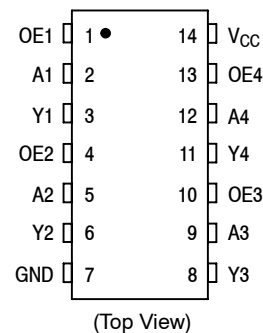 OE1 1 14 VCC
A1 2 13 OE4
Y1 3 12 A4
OE2 4 11 Y4
A2 5 10 OE3
Y2 6 9 A3
GND 7 8 Y3
(Top View)